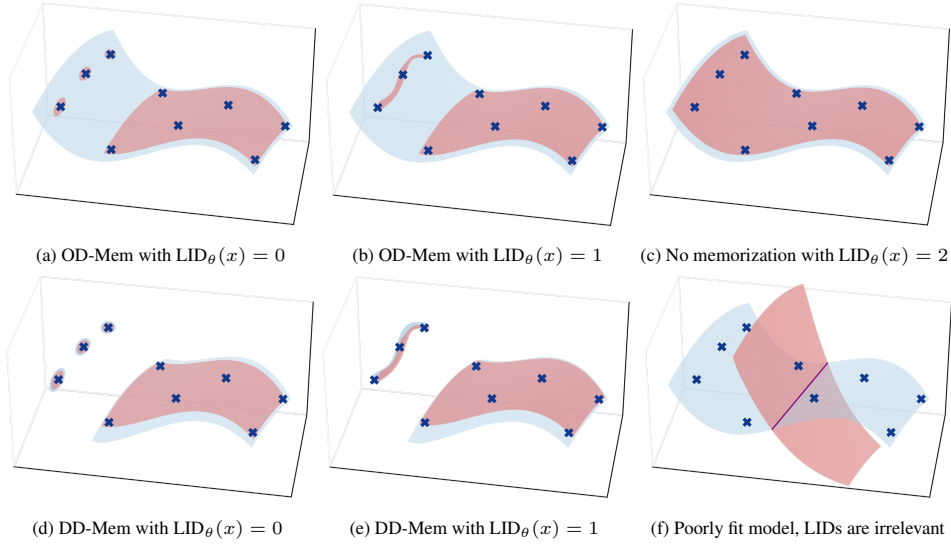 (a) OD-Mem with LID_θ(x) = 0
(b) OD-Mem with LID_θ(x) = 1
(c) No memorization with LID_θ(x) = 2
(d) DD-Mem with LID_θ(x) = 0
(e) DD-Mem with LID_θ(x) = 1
(f) Poorly fit model, LIDs are irrelevant